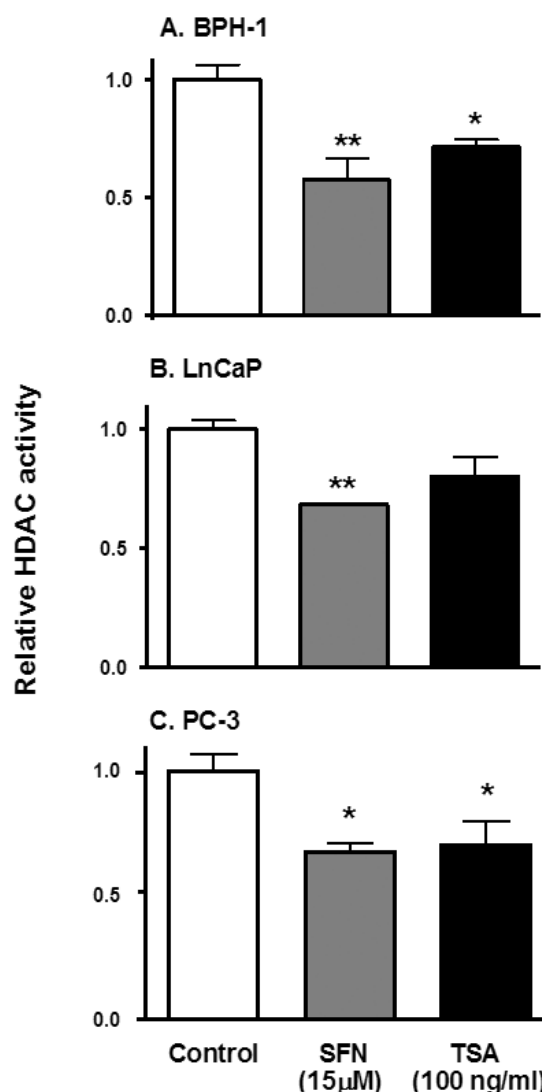 A. BPH-1
1.0
**
*
0.5
0.0
B. LnCaP
1.0
**
0.5
0.0
Relative HDAC activity
C. PC-3
1.0
*
*
0.5
0.0
Control SFN TSA
(15µM) (100 ng/ml)